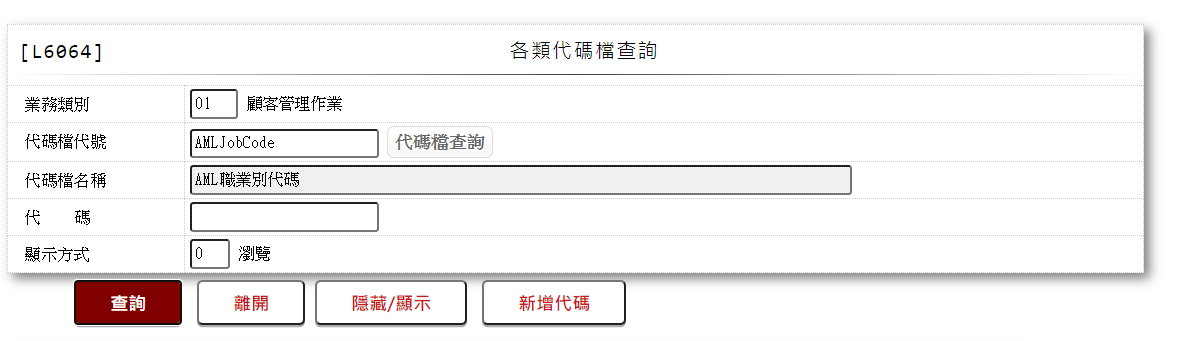 [L6064] 各類代碼檔查詢
業務類別 01 顧客管理作業
代碼檔代號 AMLJobCode 代碼檔查詢
代碼檔名稱 AML職業別代碼
代 碼
顯示方式 0 瀏覽
查詢 離開 隱藏/顯示 新增代碼